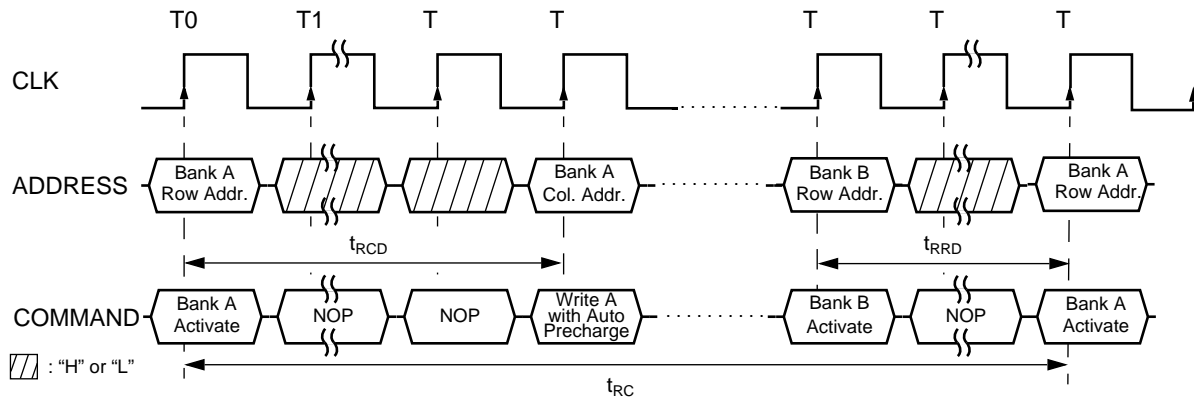 T0 T1 T T T T T
CLK
ADDRESS
Bank A
Row Addr.
Bank A
Col. Addr.
Bank B
Row Addr.
Bank A
Row Addr.
tRCD
tRRD
COMMAND
Bank A
Activate
NOP
NOP
Write A
with Auto
Precharge
Bank B
Activate
NOP
Bank A
Activate
: “H” or “L”
tRC